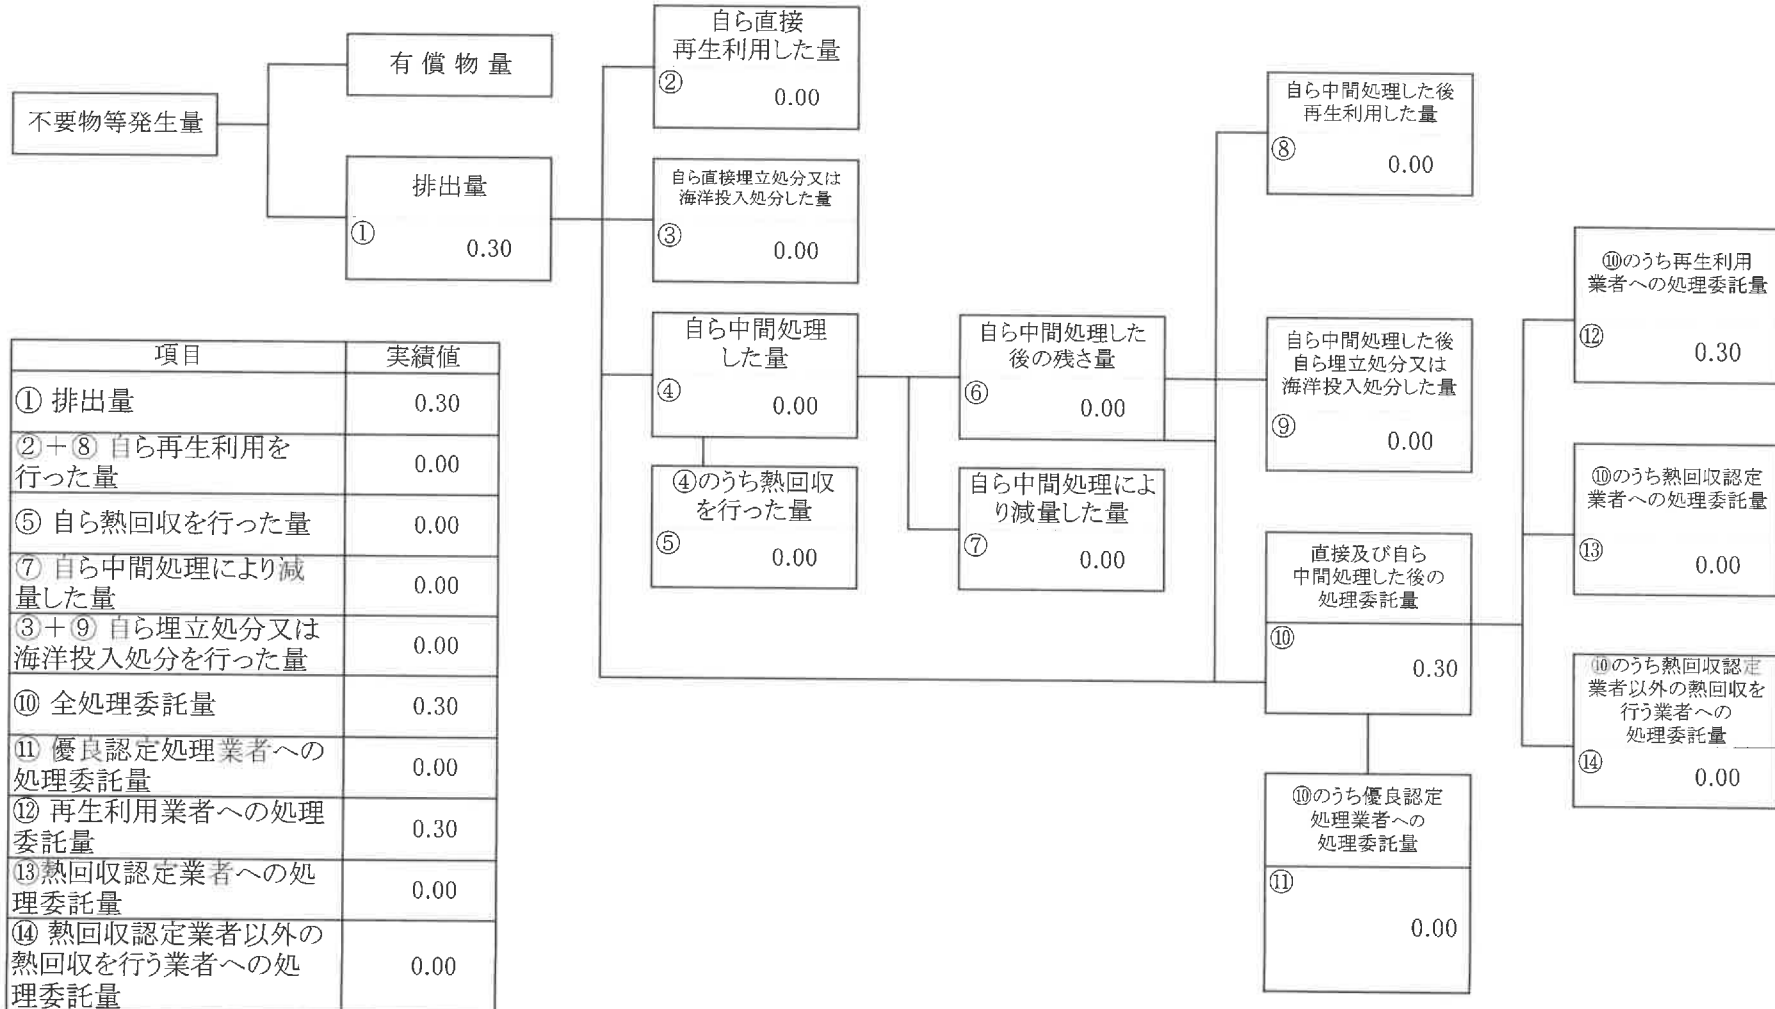 不要物等発生量
有償物量
排出量
①
0.30
自ら直接
再生利用した量
②
0.00
自ら直接埋立処分又は
海洋投入処分した量
③
0.00
自ら中間処理
した量
④
0.00
④のうち熱回収
を行った量
⑤
0.00
自ら中間処理した
後の残さ量
⑥
0.00
自ら中間処理によ
り減量した量
⑦
0.00
自ら中間処理した後
再生利用した量
⑧
0.00
自ら中間処理した後
自ら埋立処分又は
海洋投入処分した量
⑨
0.00
直接及び自ら
中間処理した後の
処理委託量
⑩
0.30
⑩のうち優良認定
処理業者への
処理委託量
⑪
0.00
⑩のうち再生利用
業者への処理委託量
⑫
0.30
⑩のうち熱回収認定
業者への処理委託量
⑬
0.00
⑩のうち熱回収認定
業者以外の熱回収を
行う業者への
処理委託量
⑭
0.00
項目 実績値
① 排出量 0.30
②＋⑧ 自ら再生利用を
行った量 0.00
⑤ 自ら熱回収を行った量 0.00
⑦ 自ら中間処理により減
量した量 0.00
③＋⑨ 自ら埋立処分又は
海洋投入処分を行った量 0.00
⑩ 全処理委託量 0.30
⑪ 優良認定処理業者への
処理委託量 0.00
⑫ 再生利用業者への処理
委託量 0.30
⑬熱回収認定業者への処
理委託量 0.00
⑭ 熱回収認定業者以外の
熱回収を行う業者への処
理委託量 0.00